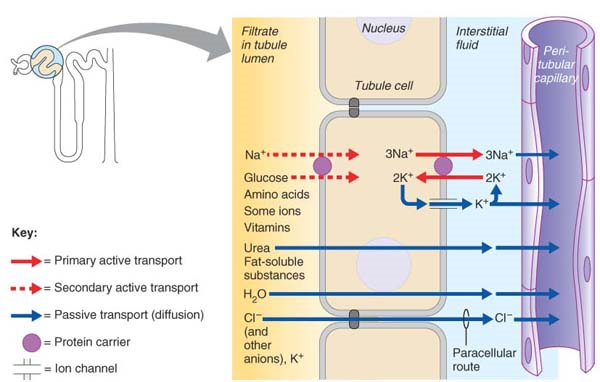 Filtrate
in tubule
lumen
Nucleus
Interstitial
fluid
Peri-
tubular
capillary
Tubule cell
Na+
3Na+
3Na+
Glucose
2K+
2K+
Amino acids
Some ions
K+
Vitamins
Urea
Fat-soluble
substances
H2O
Cl–
Cl–
(and
other
anions), K+
Paracellular
route
Key:
= Primary active transport
= Secondary active transport
= Passive transport (diffusion)
= Protein carrier
= Ion channel